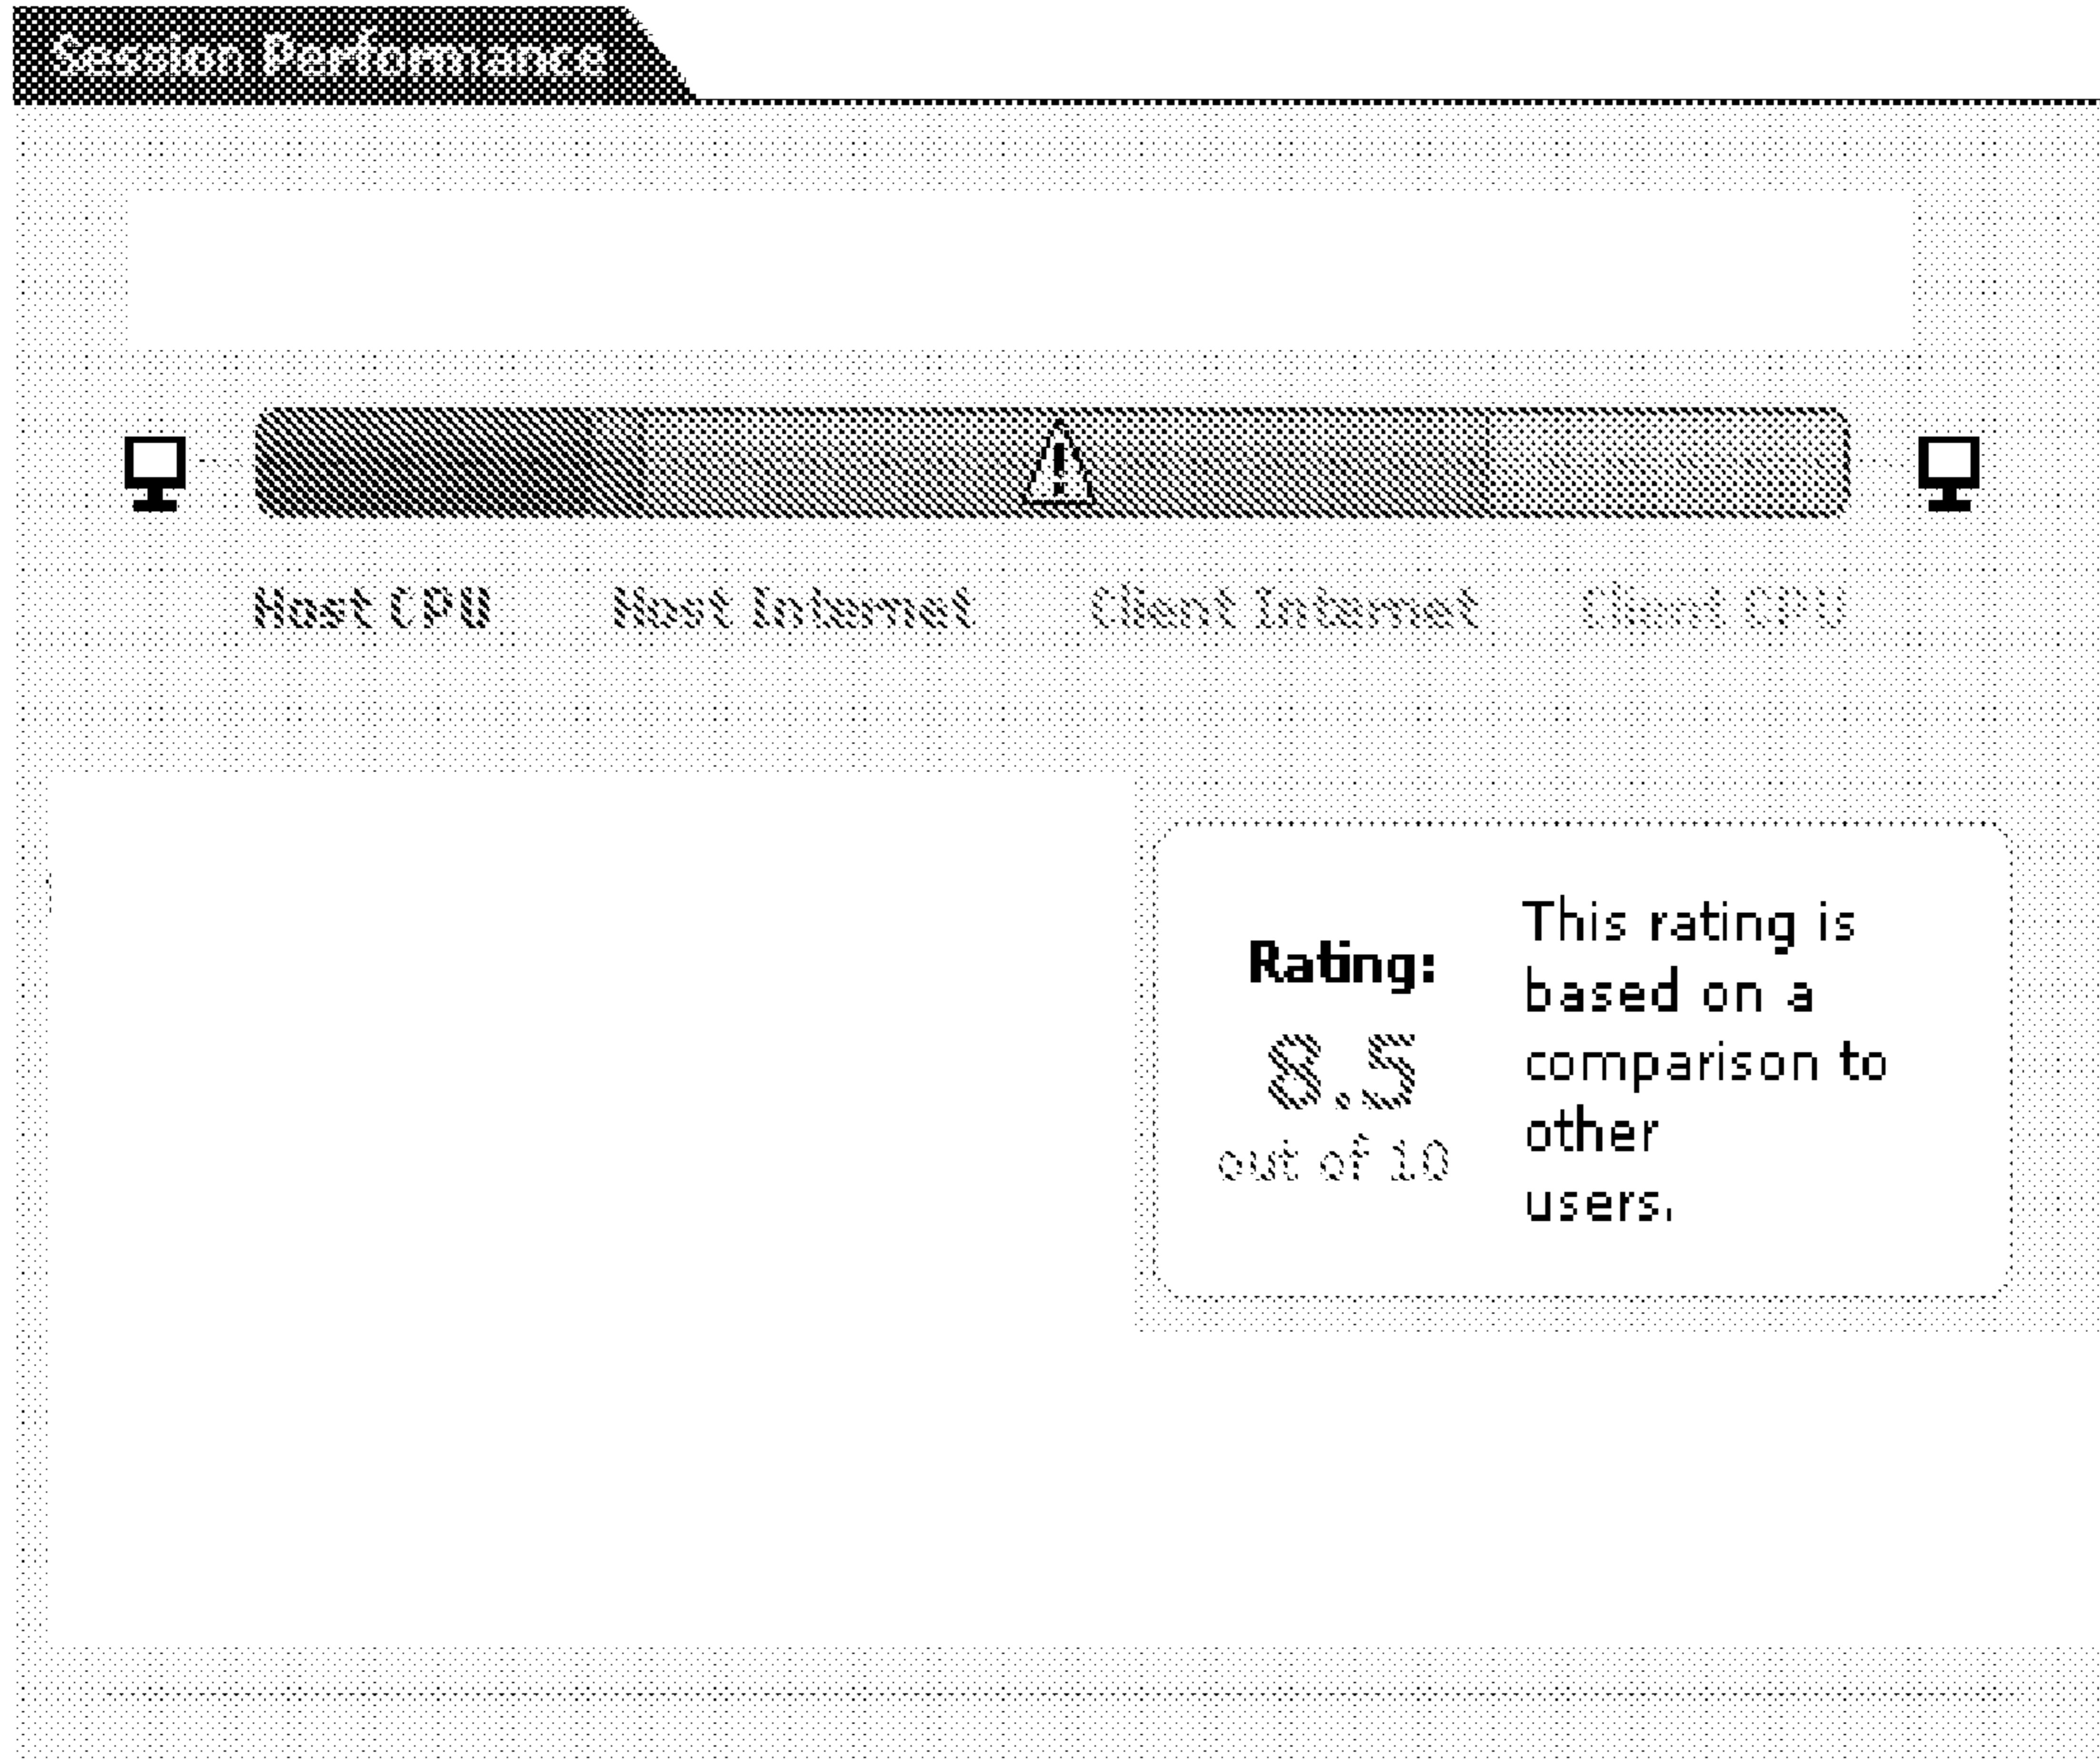 Session Performance
Host CPU Host Internet Client Internet Client CPU
Rating:
8.5
out of 10
This rating is
based on a
comparison to
other
users.